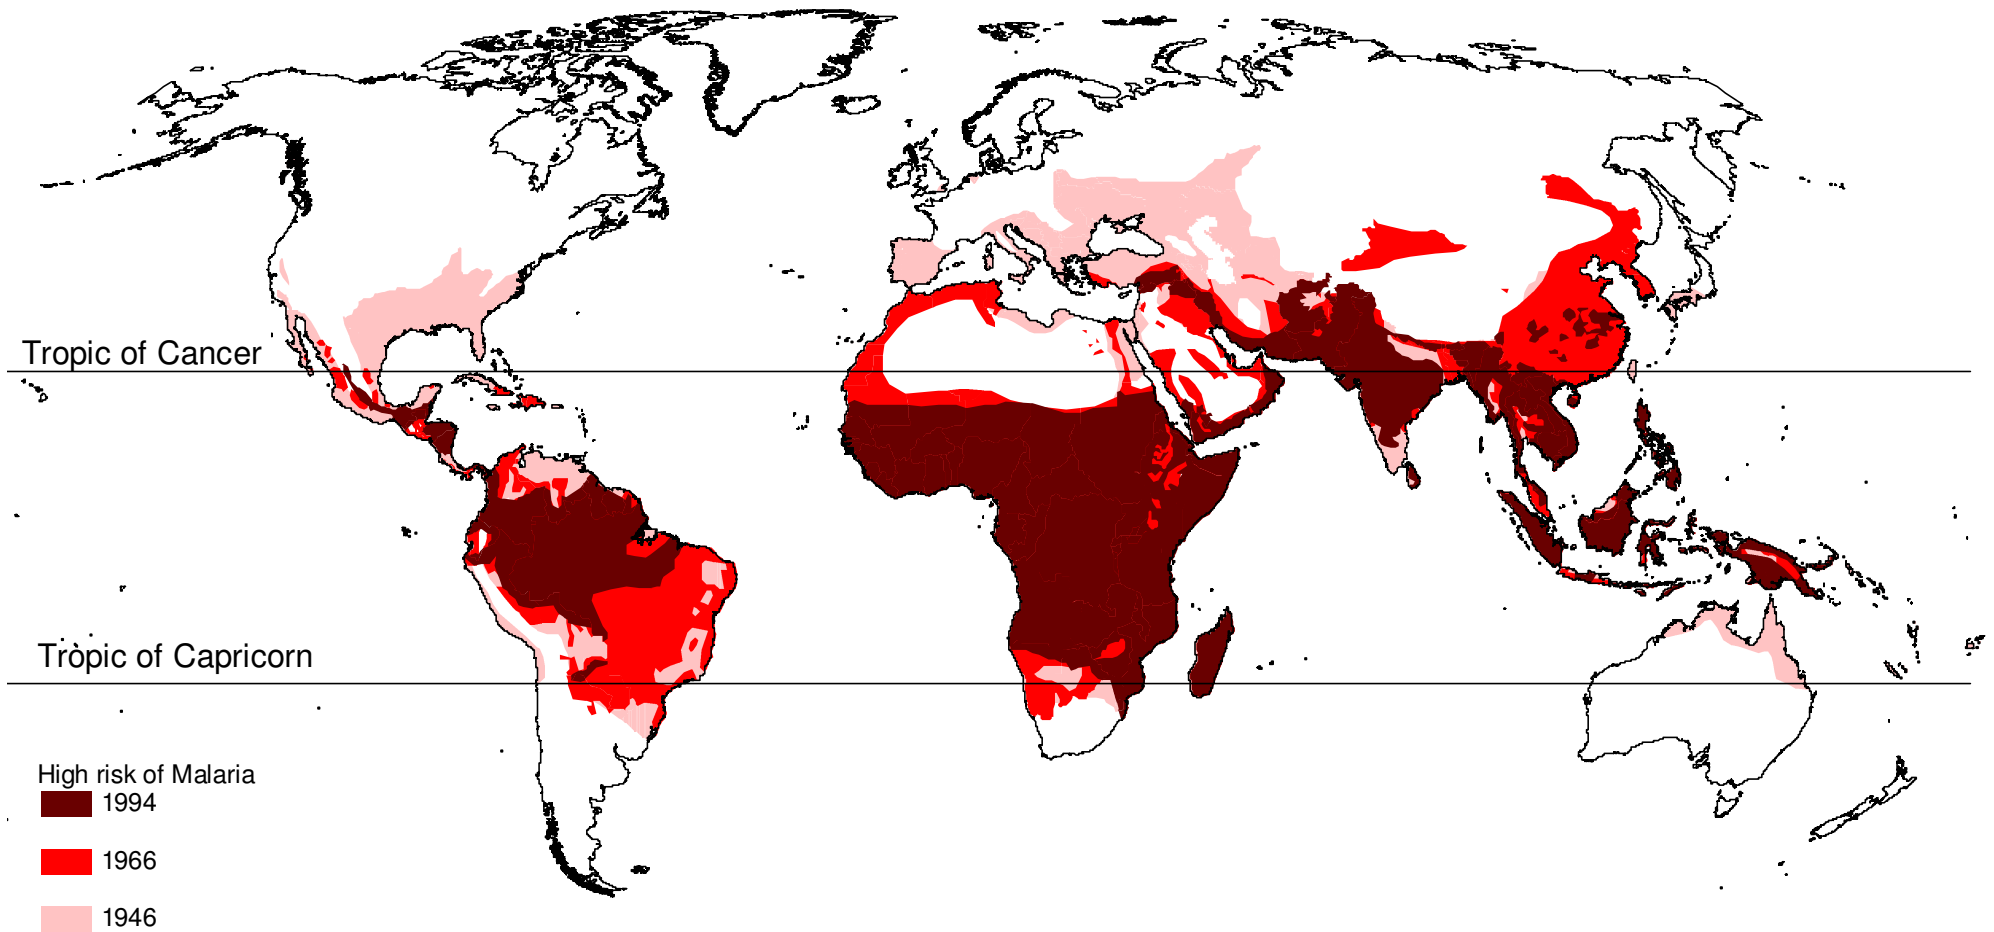 Tropic of Cancer
Tropic of Capricorn
High risk of Malaria
1994
1966
1946